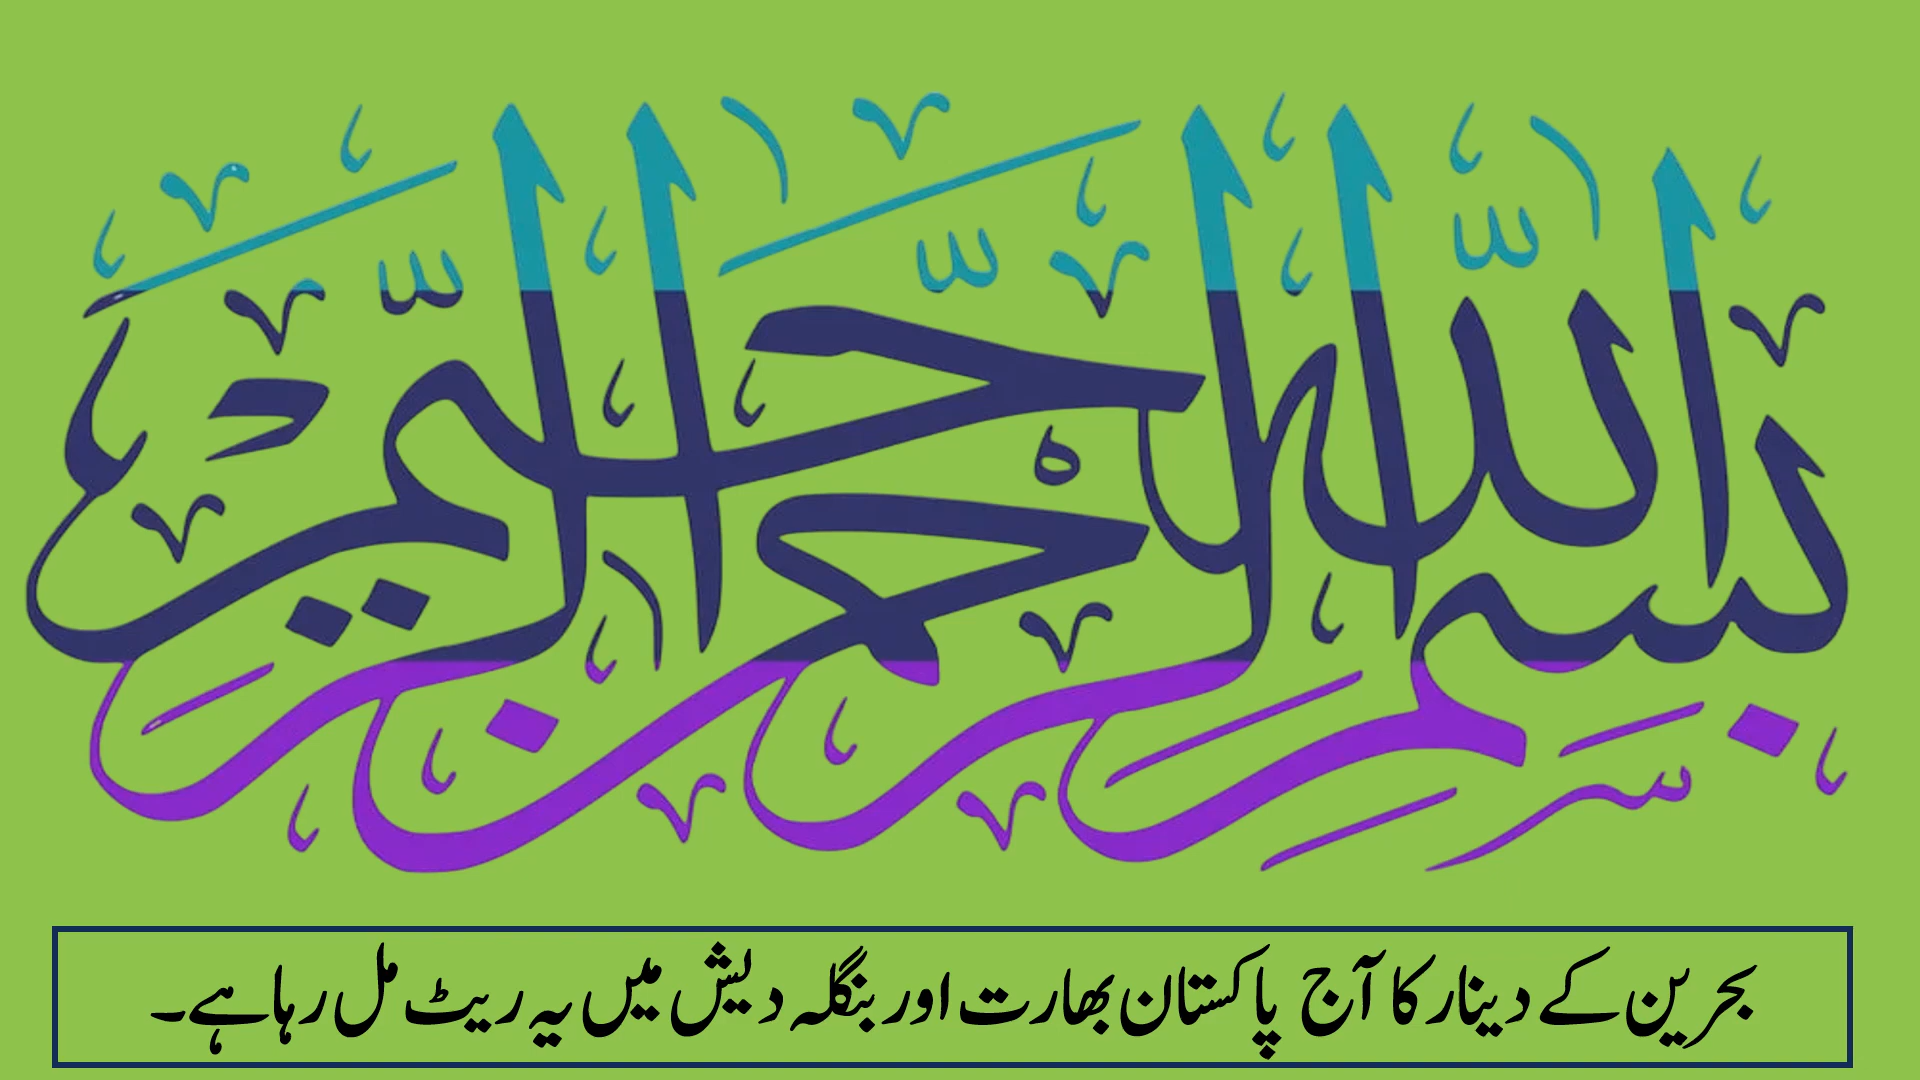 بسم الله الرحمن الرحيم
بحرین کے دینار کا آج پاکستان بھارت اور بنگلہ دیش میں یہ ریٹ مل رہا ہے۔